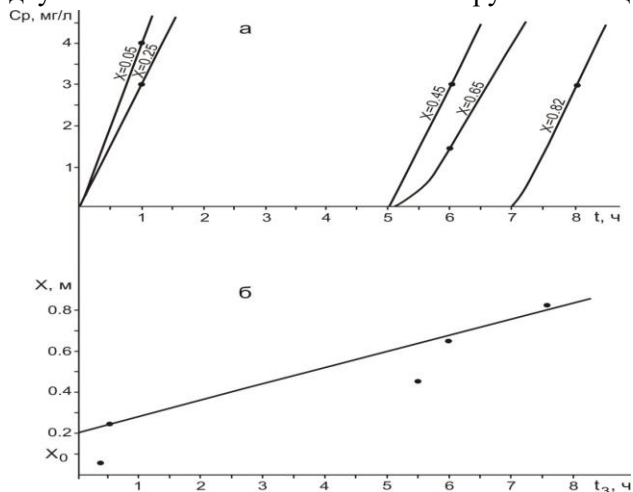 Cp, мг/л
а
4
3
2
1
X=0.05
X=0.25
X=0.45
X=0.65
X=0.82
1 2 3 4 5 6 7 8 t, ч
X, м
б
0.8
0.6
0.4
0.2
X₀
1 2 3 4 5 6 7 8 t₃, ч